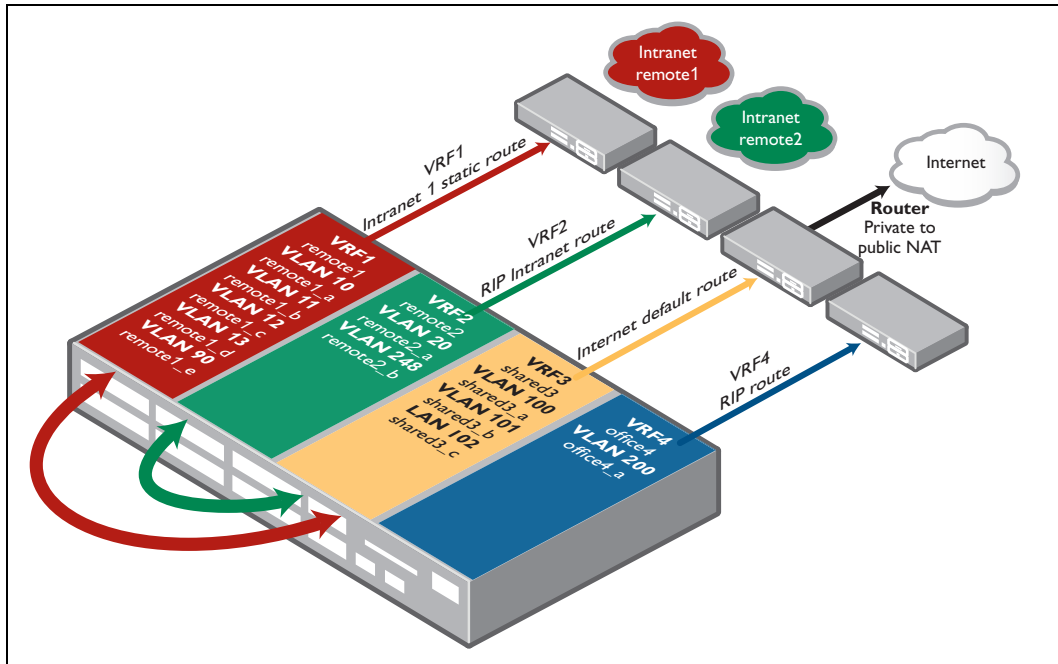 Intranet
remote1
Intranet
remote2
Internet
Router
Private to
public NAT
VRF1
Intranet 1 static route
VRF2
RIP Intranet route
Internet default route
VRF4
RIP route
VRF1
remote1
VLAN 10
remote1_a
VLAN 11
remote1_b
VLAN 12
remote1_c
VLAN 13
remote1_d
VLAN 90
remote1_e
VRF2
remote2
VLAN 20
remote2_a
VLAN 248
remote2_b
VRF3
shared3
VLAN 100
shared3_a
VLAN 101
shared3_b
LAN 102
shared3_c
VRF4
office4
VLAN 200
office4_a